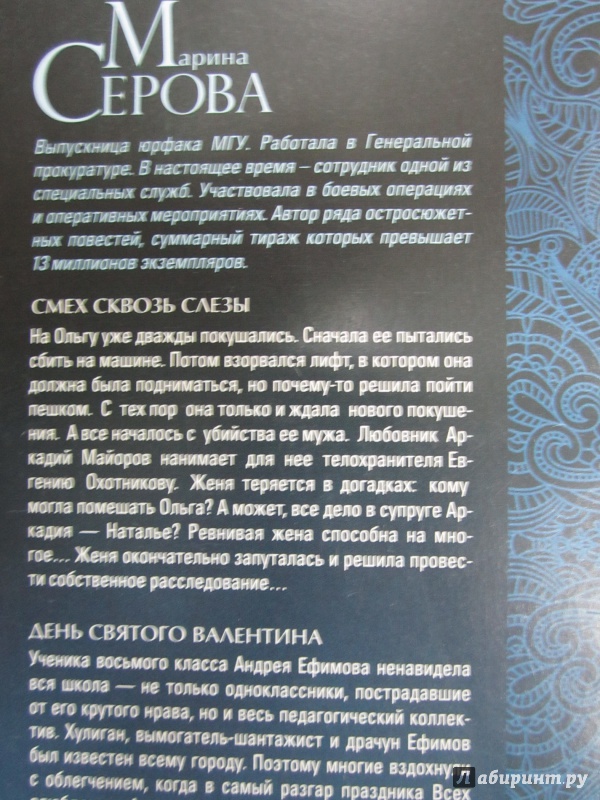 Марина
СЕРОВА
Выпускница юрфака МГУ. Работала в Генеральной
прокуратуре. В настоящее время – сотрудник одной из
специальных служб. Участвовала в боевых операциях
и оперативных мероприятиях. Автор ряда остросюжет-
ных повестей, суммарный тираж которых превышает
13 миллионов экземпляров.
СМЕХ СКВОЗЬ СЛЕЗЫ
На Ольгу уже дважды покушались. Сначала ее пытались
сбить на машине. Потом взорвался лифт, в котором она
должна была подниматься, но почему-то решила пойти
пешком. С тех пор она только и ждала нового покуше-
ния. А все началось с убийства ее мужа. Любовник Ар-
кадий Майоров нанимает для нее телохранителя Ев-
гению Охотникову. Женя теряется в догадках: кому
могла помешать Ольга? А может, все дело в супруге Ар-
кадия — Наталье? Ревнивая жена способна на мно-
гое... Женя окончательно запуталась и решила провес-
ти собственное расследование...
ДЕНЬ СВЯТОГО ВАЛЕНТИНА
Ученика восьмого класса Андрея Ефимова ненавидела
вся школа — не только одноклассники, пострадавшие
от его крутого нрава, но и весь педагогический коллек-
тив. Хулиган, вымогатель-шантажист и драчун Ефимов
был известен всему городу. Поэтому многие вздохнули
с облегчением, когда в самый разгар праздника Всех
Лабиринт.ру